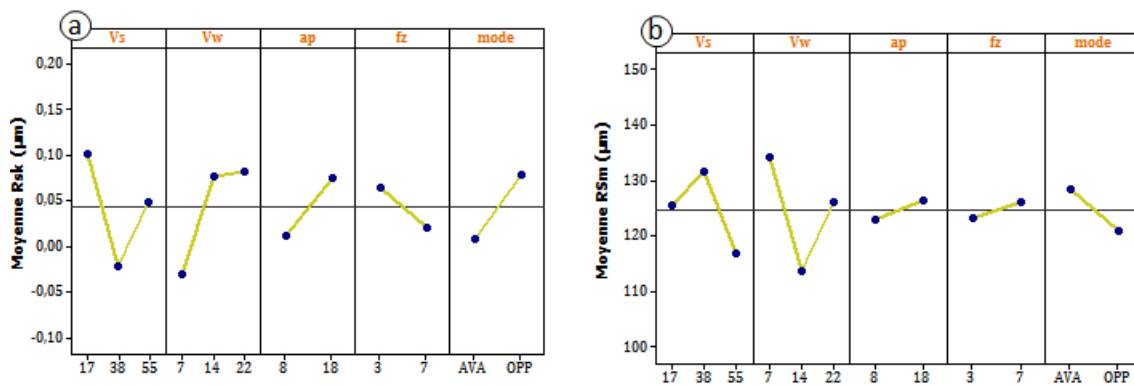 a
Vs Vw ap fz mode
Moyenne Rsk (µm)
0,20
0,15
0,10
0,05
0,00
-0,05
-0,10
17 38 55 7 14 22 8 18 3 7 AVA OPP
b
Vs Vw ap fz mode
Moyenne RSm (µm)
150
140
130
120
110
100
17 38 55 7 14 22 8 18 3 7 AVA OPP